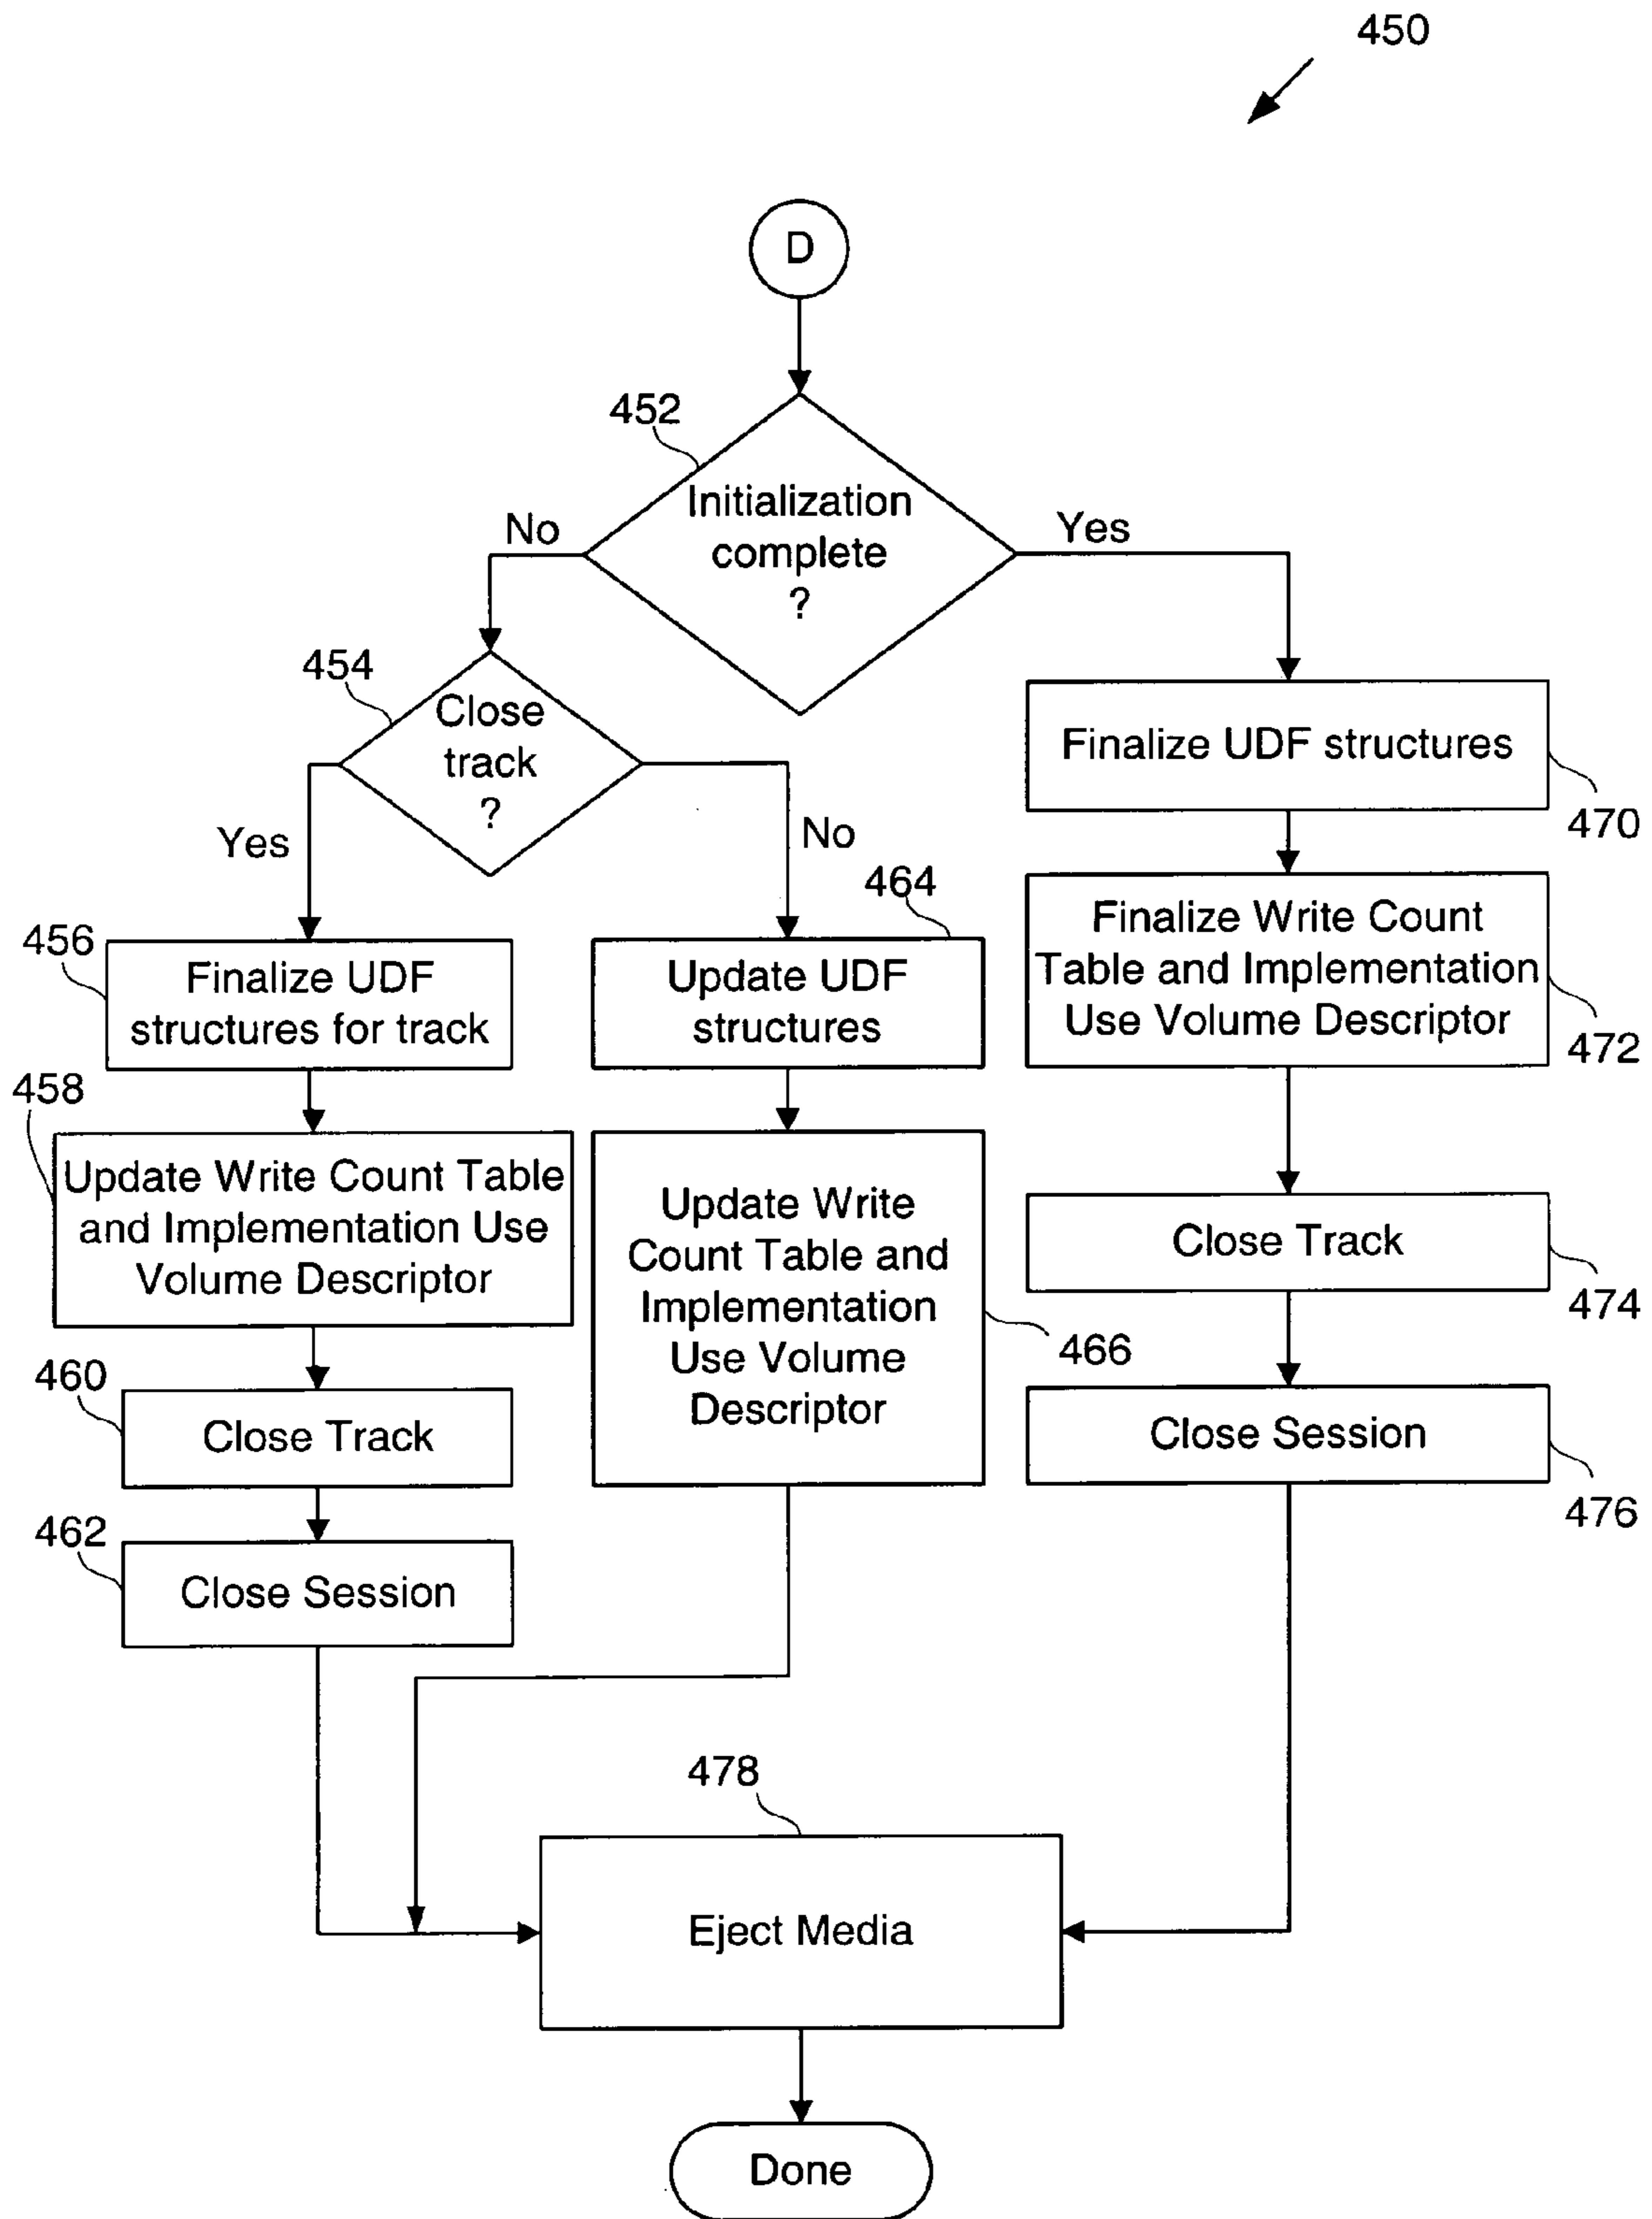 450
D
452
Initialization
complete
?
No
Yes
454
Close
track
?
Yes
No
Finalize UDF structures
470
464
456
Finalize UDF
structures for track
Update UDF
structures
Finalize Write Count
Table and Implementation
Use Volume Descriptor
472
458
Update Write Count Table
and Implementation Use
Volume Descriptor
Update Write
Count Table and
Implementation
Use Volume
Descriptor
466
Close Track
474
460
Close Track
Close Session
476
462
Close Session
478
Eject Media
Done